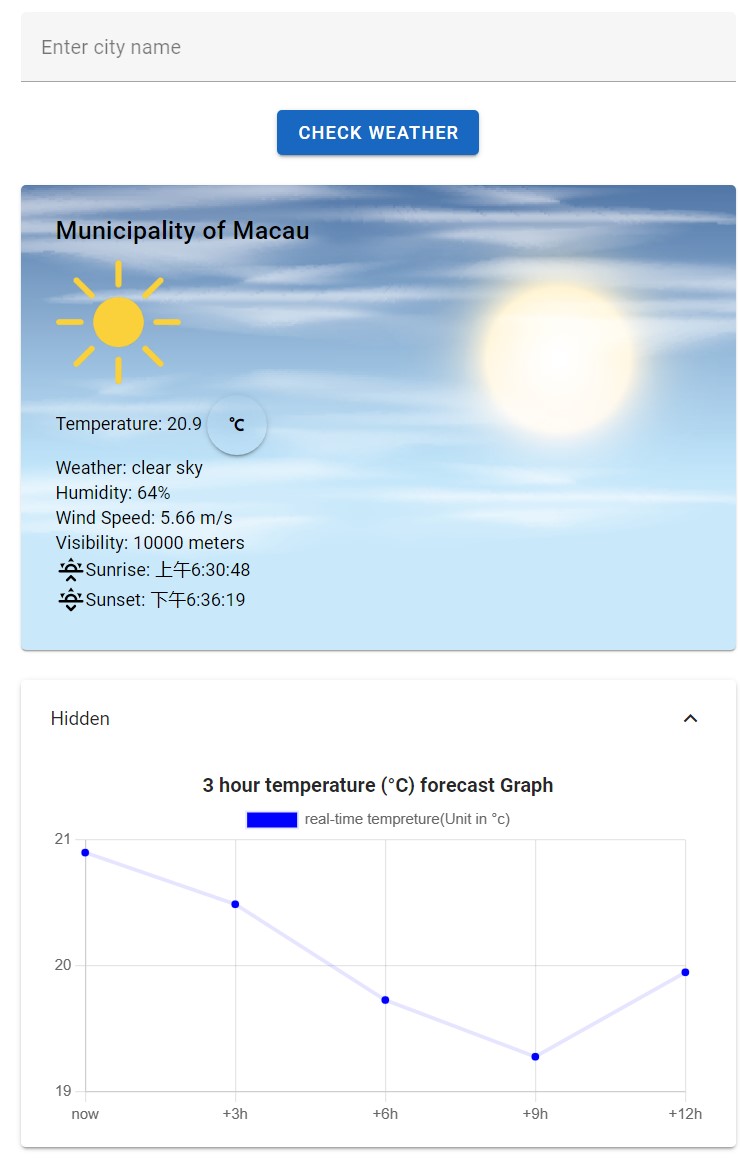 Enter city name
CHECK WEATHER
Municipality of Macau
Temperature: 20.9 ℃
Weather: clear sky
Humidity: 64%
Wind Speed: 5.66 m/s
Visibility: 10000 meters
Sunrise: 上午6:30:48
Sunset: 下午6:36:19
Hidden
3 hour temperature (°C) forecast Graph
real-time tempreture(Unit in °c)
21
20
19
now +3h +6h +9h +12h